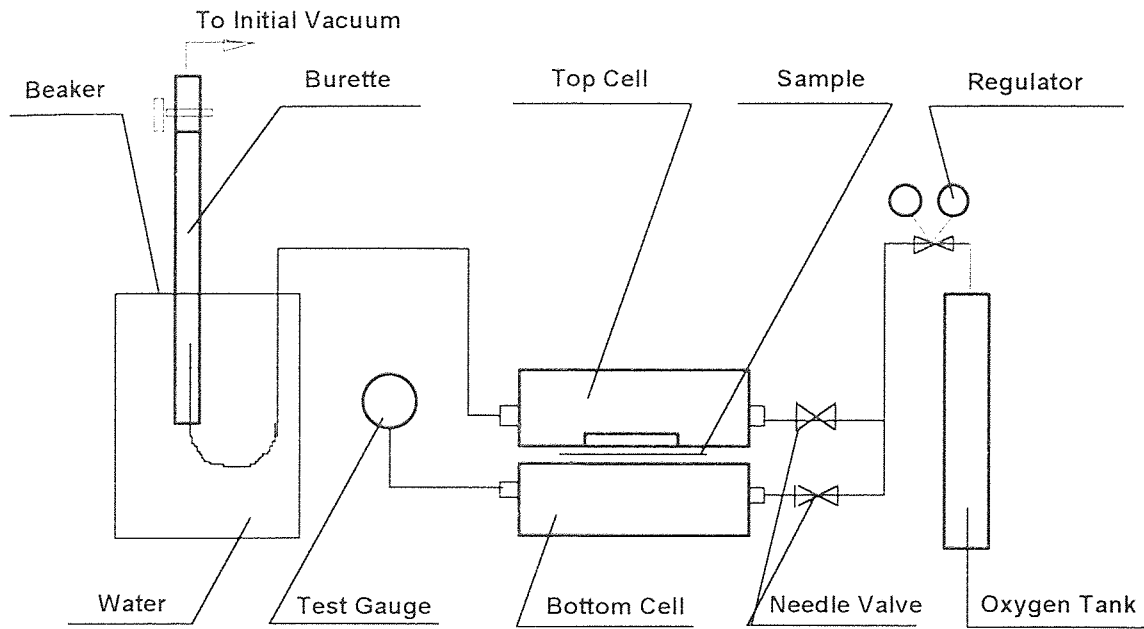 To Initial Vacuum
Beaker
Burette
Top Cell
Sample
Regulator
Water
Test Gauge
Bottom Cell
Needle Valve
Oxygen Tank